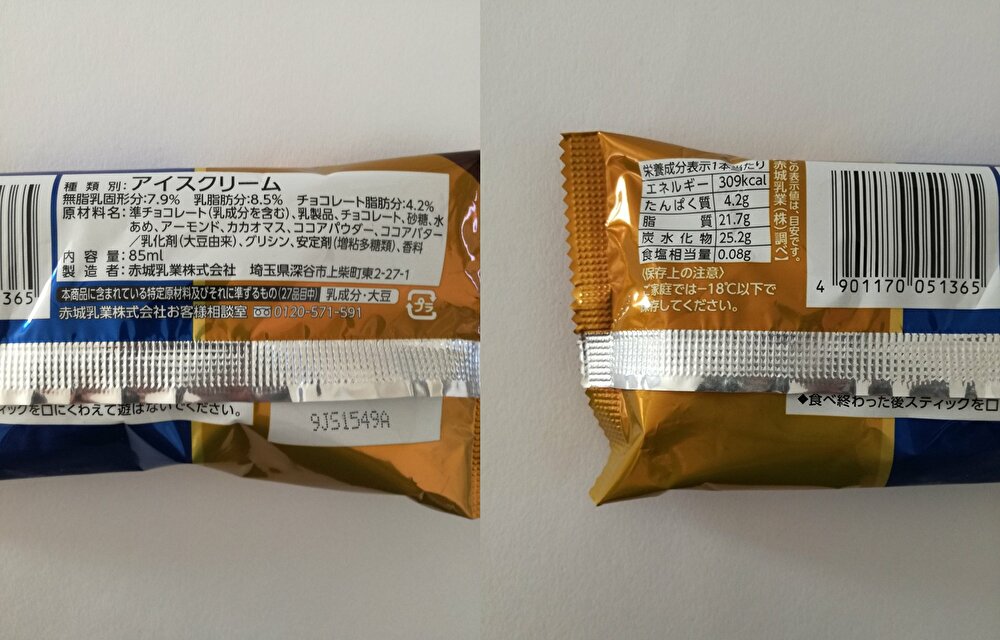 種類別:アイスクリーム
無脂乳固形分:7.9% 乳脂肪分:8.5% チョコレート脂肪分:4.2%
原材料名:準チョコレート(乳成分を含む)、乳製品、チョコレート、砂糖、水
あめ、アーモンド、カカオマス、ココアパウダー、ココアバター
/乳化剤(大豆由来)、グリシン、安定剤(増粘多糖類)、香料
内容量:85ml
製造者:赤城乳業株式会社 埼玉県深谷市上柴町東2-27-1
本商品に含まれている特定原材料及びそれに準ずるもの(27品目中) 乳成分・大豆
赤城乳業株式会社お客様相談室 0120-571-591
プラ
365
ィックを口にくわえて遊ばないでください。
9J51549A
栄養成分表示1本当たり
エネルギー 309kcal
たんぱく質 4.2g
脂質 21.7g
炭水化物 25.2g
食塩相当量 0.08g
この表示値は、目安です。
赤城乳業(株)調べ
〈保存上の注意〉
ご家庭では-18℃以下で
保存してください。
4 901170 051365
◆食べ終わった後スティックを口